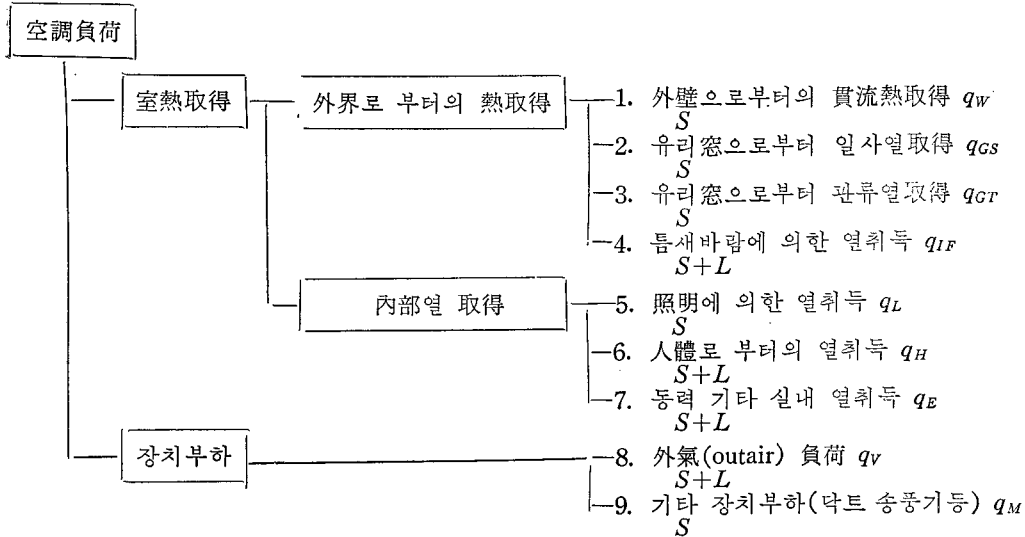 空調負荷
室熱取得
外界로 부터의 熱取得
1. 外壁으로부터의 貫流熱取得 qW
S
2. 유리窓으로부터 일사열取得 qGS
S
3. 유리窓으로부터 관류열取得 qGT
S
4. 틈새바람에 의한 열취득 qIF
S+L
內部열 取得
5. 照明에 의한 열취득 qL
S
6. 人體로 부터의 열취득 qH
S+L
7. 동력 기타 실내 열취득 qE
S+L
장치부하
8. 外氣(outair) 負荷 qV
S+L
9. 기타 장치부하(닥트 송풍기등) qM
S